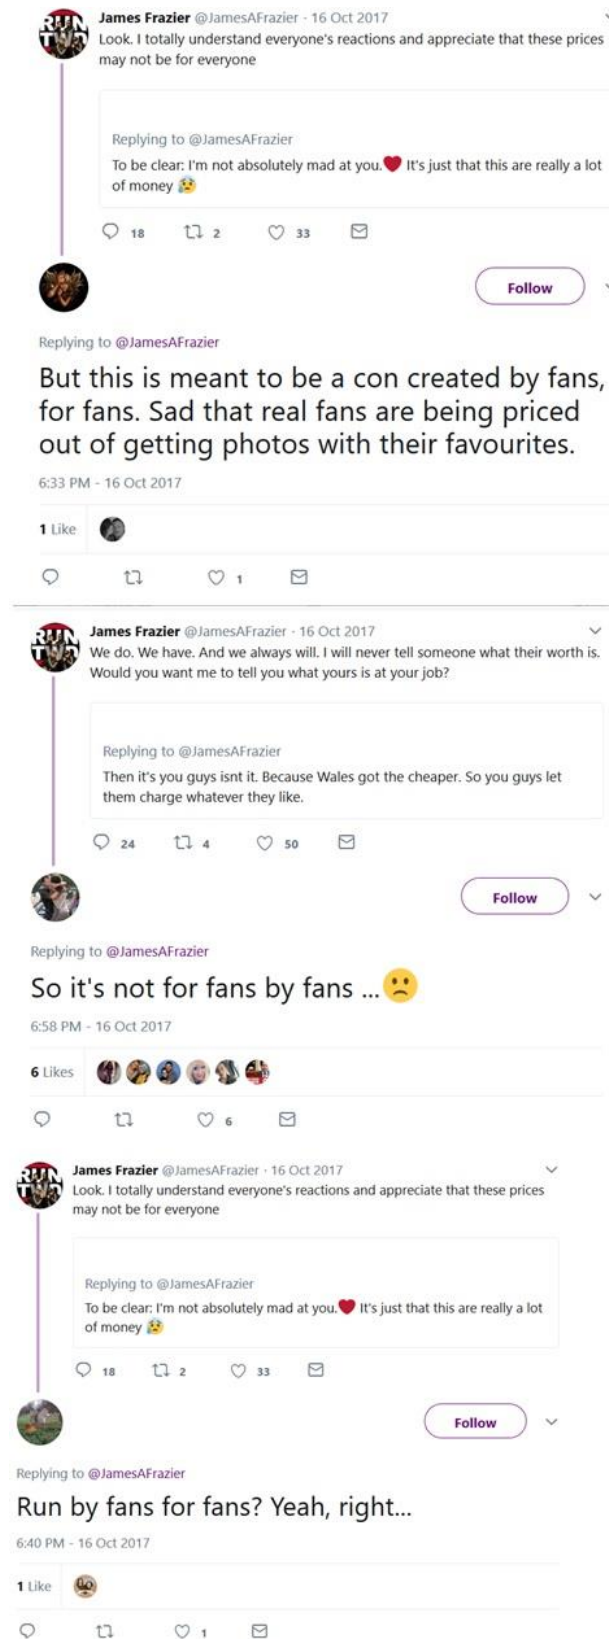 RUN
TWD
James Frazier @JamesAFrazier · 16 Oct 2017
Look. I totally understand everyone's reactions and appreciate that these prices
may not be for everyone
Replying to @JamesAFrazier
To be clear: I'm not absolutely mad at you.❤️ It's just that this are really a lot
of money 😰
18 2 33
Follow
Replying to @JamesAFrazier
But this is meant to be a con created by fans,
for fans. Sad that real fans are being priced
out of getting photos with their favourites.
6:33 PM - 16 Oct 2017
1 Like
1
RUN
TWD
James Frazier @JamesAFrazier · 16 Oct 2017
We do. We have. And we always will. I will never tell someone what their worth is.
Would you want me to tell you what yours is at your job?
Replying to @JamesAFrazier
Then it's you guys isnt it. Because Wales got the cheaper. So you guys let
them charge whatever they like.
24 4 50
Follow
Replying to @JamesAFrazier
So it's not for fans by fans ...🙁
6:58 PM - 16 Oct 2017
6 Likes
6
RUN
TWD
James Frazier @JamesAFrazier · 16 Oct 2017
Look. I totally understand everyone's reactions and appreciate that these prices
may not be for everyone
Replying to @JamesAFrazier
To be clear: I'm not absolutely mad at you.❤️ It's just that this are really a lot
of money 😰
18 2 33
Follow
Replying to @JamesAFrazier
Run by fans for fans? Yeah, right...
6:40 PM - 16 Oct 2017
1 Like
1